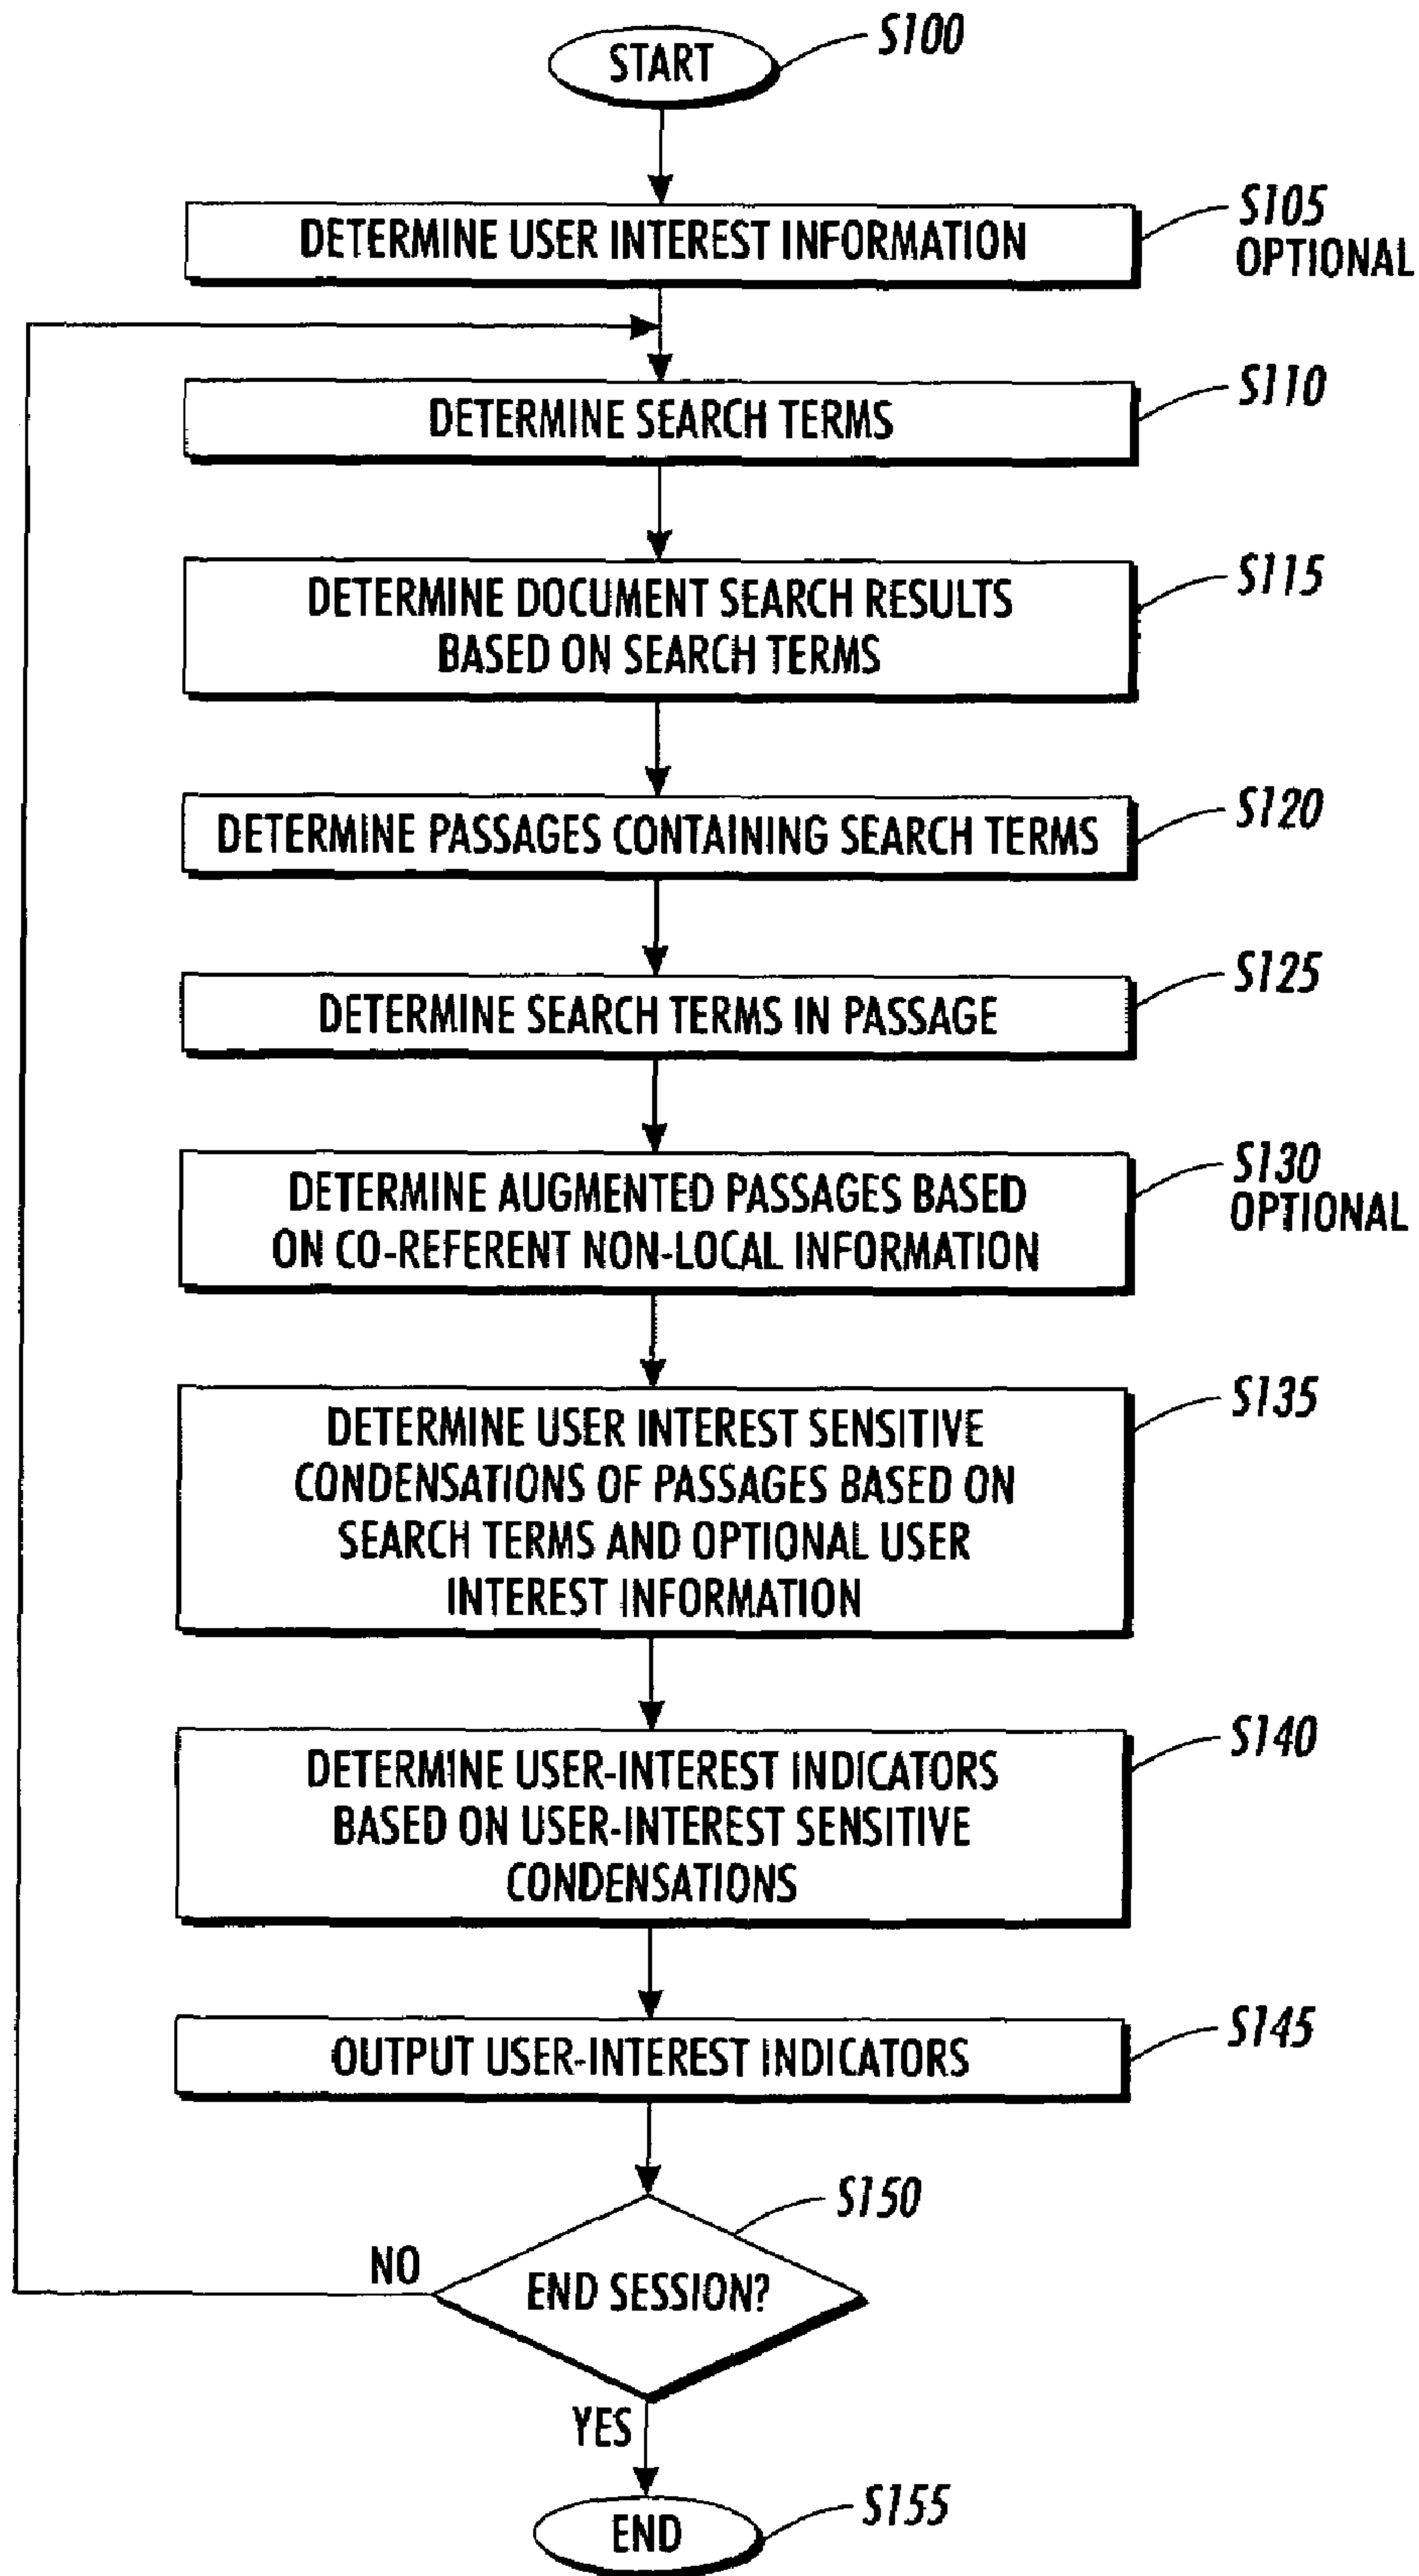 START
S100
DETERMINE USER INTEREST INFORMATION
S105
OPTIONAL
DETERMINE SEARCH TERMS
S110
DETERMINE DOCUMENT SEARCH RESULTS
BASED ON SEARCH TERMS
S115
DETERMINE PASSAGES CONTAINING SEARCH TERMS
S120
DETERMINE SEARCH TERMS IN PASSAGE
S125
DETERMINE AUGMENTED PASSAGES BASED
ON CO-REFERENT NON-LOCAL INFORMATION
S130
OPTIONAL
DETERMINE USER INTEREST SENSITIVE
CONDENSATIONS OF PASSAGES BASED ON
SEARCH TERMS AND OPTIONAL USER
INTEREST INFORMATION
S135
DETERMINE USER-INTEREST INDICATORS
BASED ON USER-INTEREST SENSITIVE
CONDENSATIONS
S140
OUTPUT USER-INTEREST INDICATORS
S145
END SESSION?
S150
NO
YES
END
S155